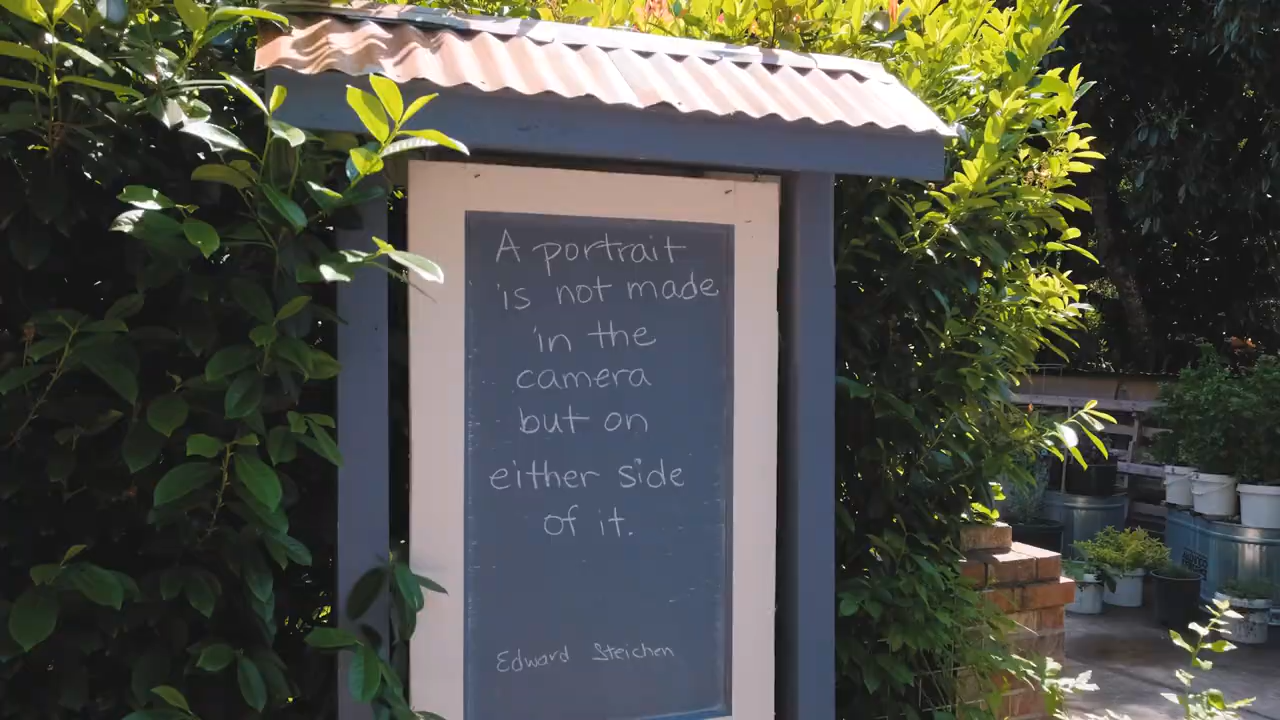 A portrait
is not made
in the
camera
but on
either side
of it.
Edward Steichen